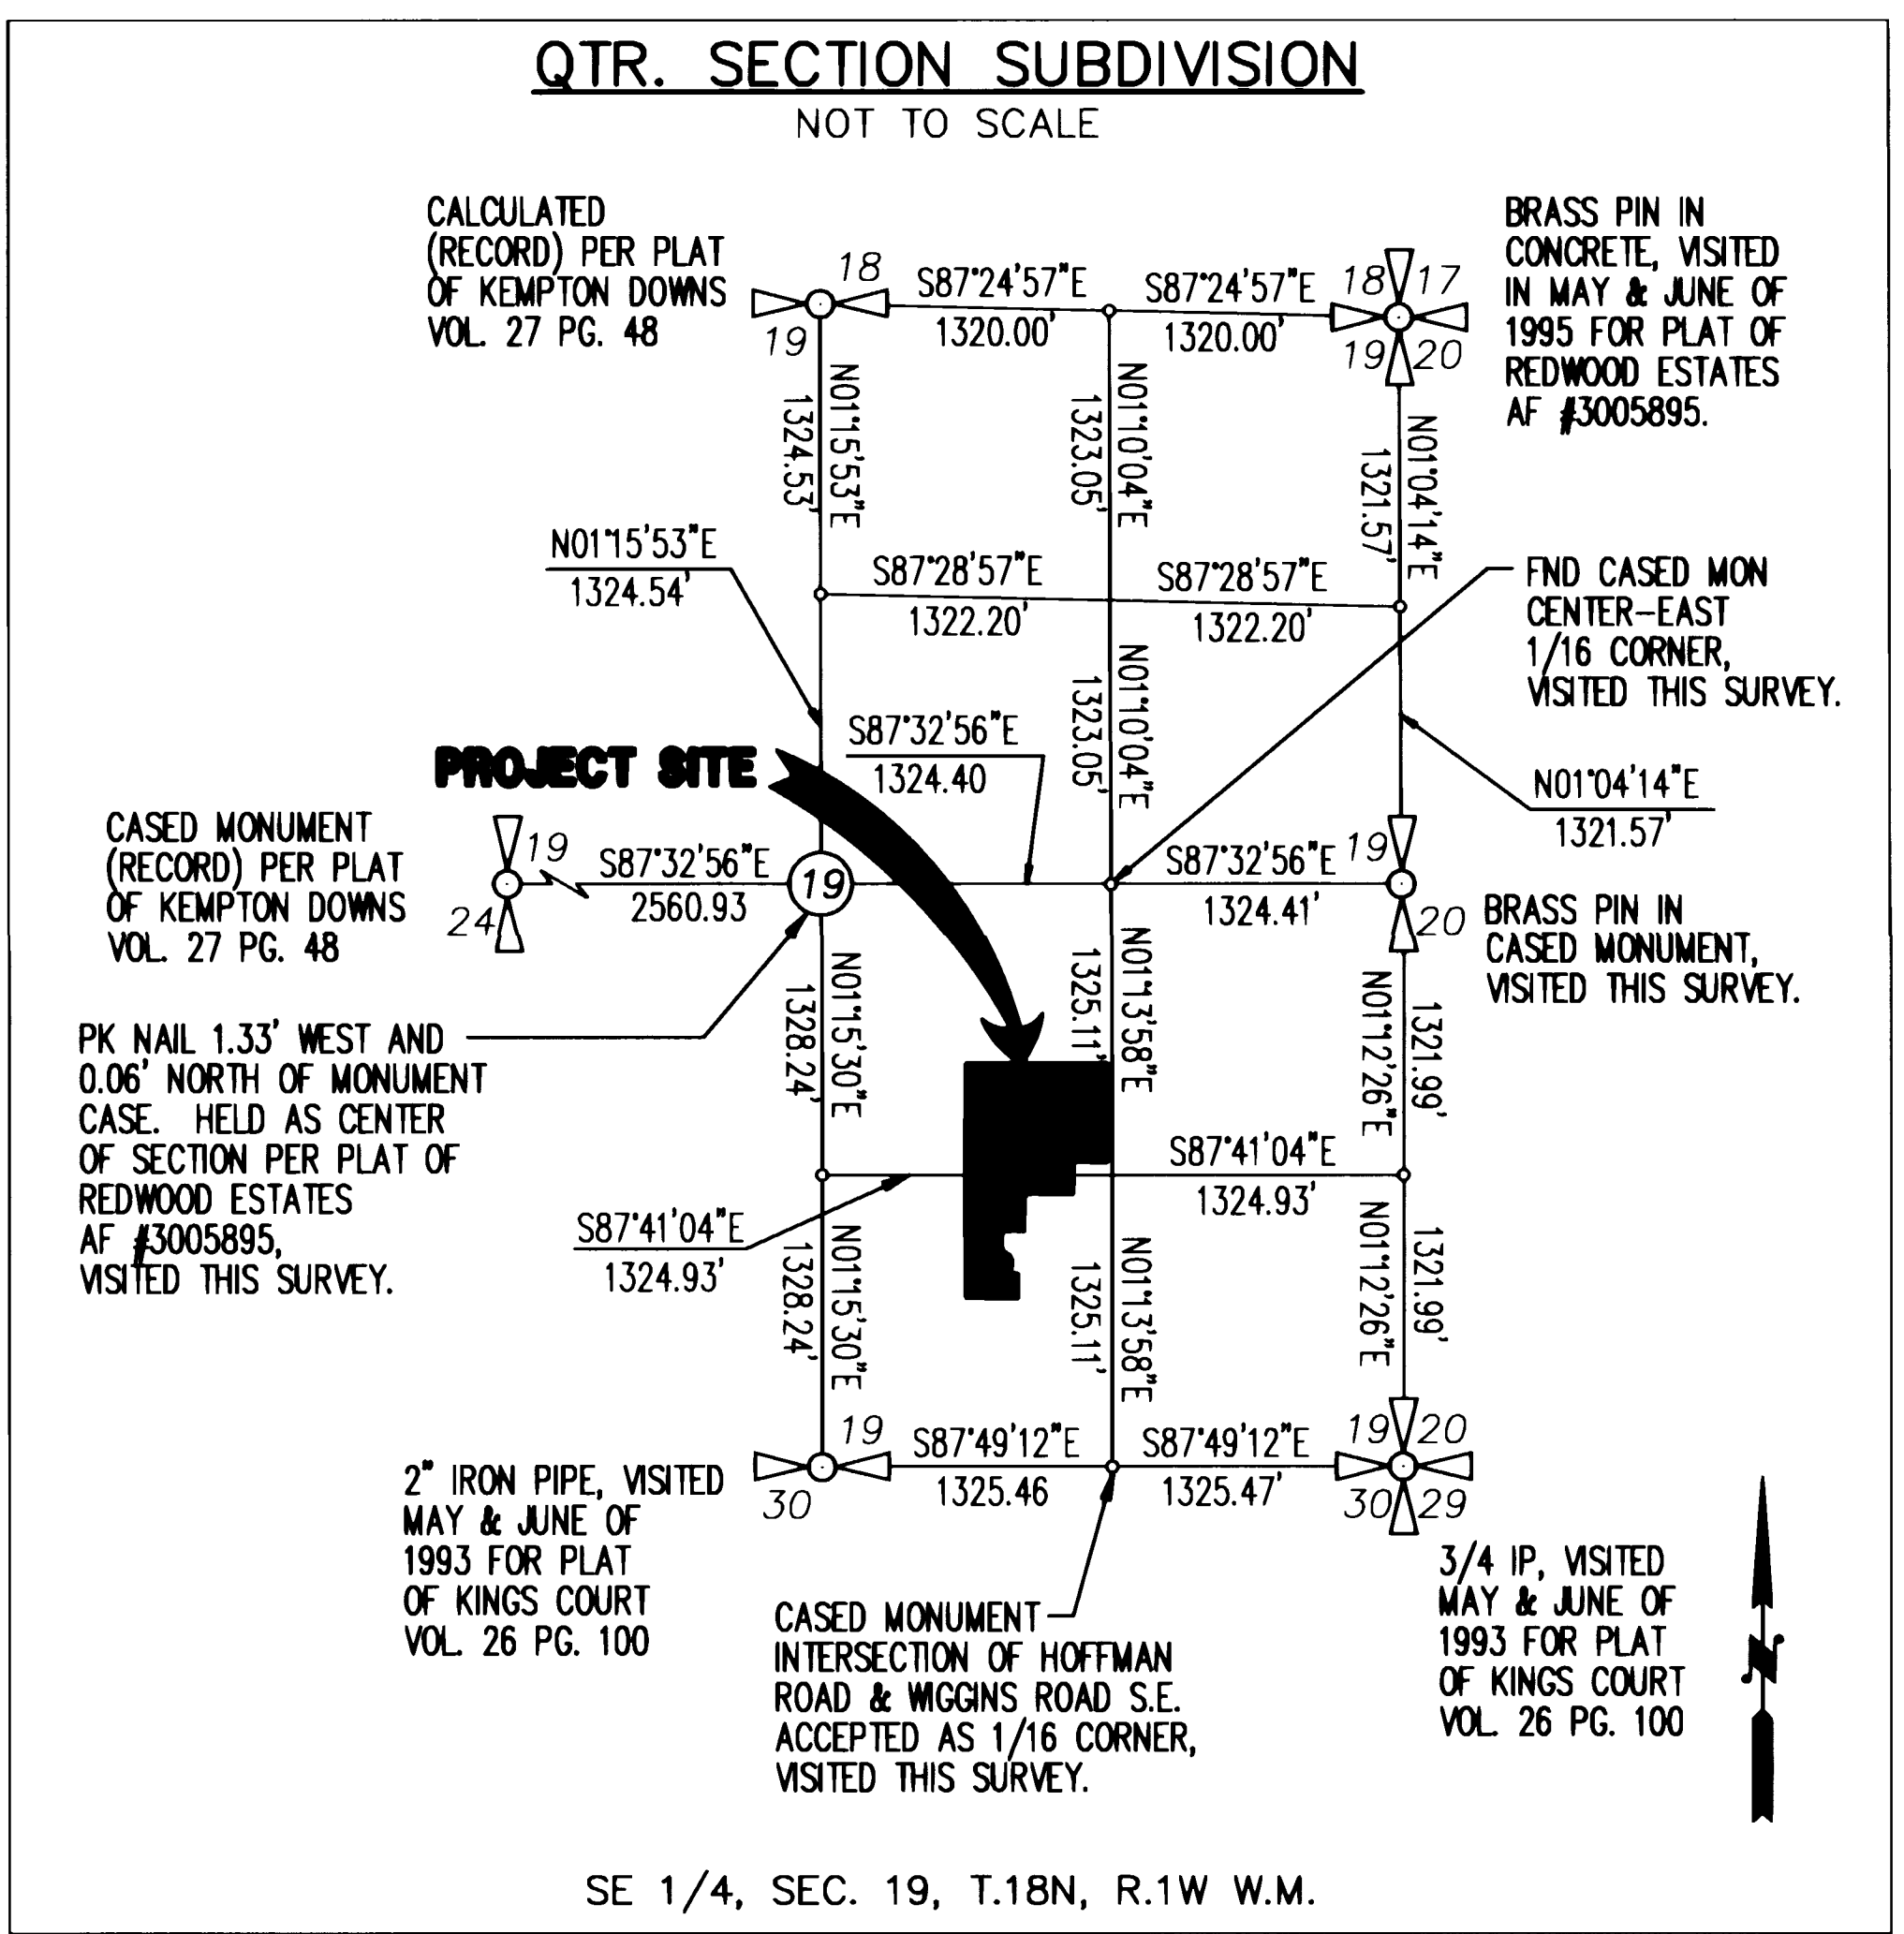 QTR. SECTION SUBDIVISION
NOT TO SCALE
CALCULATED
(RECORD) PER PLAT
OF KEMPTON DOWNS
VOL. 27 PG. 48
18
19
S87°24'57"E
1320.00'
S87°24'57"E
1320.00'
18
17
19
20
BRASS PIN IN
CONCRETE, VISITED
IN MAY & JUNE OF
1995 FOR PLAT OF
REDWOOD ESTATES
AF #3005895.
N01°15'53"E
1324.53'
N01°10'04"E
1323.05'
N01°04'14"E
1321.57'
N01°15'53"E
1324.54'
S87°28'57"E
1322.20'
S87°28'57"E
1322.20'
FND CASED MON
CENTER-EAST
1/16 CORNER,
VISITED THIS SURVEY.
N01°10'04"E
1323.05'
S87°32'56"E
1324.40
PROJECT SITE
N01°04'14"E
1321.57'
CASED MONUMENT
(RECORD) PER PLAT
OF KEMPTON DOWNS
VOL. 27 PG. 48
19
24
S87°32'56"E
2560.93
19
S87°32'56"E
1324.41'
19
20
BRASS PIN IN
CASED MONUMENT,
VISITED THIS SURVEY.
PK NAIL 1.33' WEST AND
0.06' NORTH OF MONUMENT
CASE. HELD AS CENTER
OF SECTION PER PLAT OF
REDWOOD ESTATES
AF #3005895,
VISITED THIS SURVEY.
N01°15'30"E
1328.24'
N01°13'58"E
1325.11'
1321.99'
N01°12'26"E
S87°41'04"E
1324.93'
S87°41'04"E
1324.93'
N01°15'30"E
1328.24'
N01°13'58"E
1325.11'
1321.99'
N01°12'26"E
19
30
S87°49'12"E
1325.46
S87°49'12"E
1325.47'
19
20
30
29
2" IRON PIPE, VISITED
MAY & JUNE OF
1993 FOR PLAT
OF KINGS COURT
VOL. 26 PG. 100
CASED MONUMENT
INTERSECTION OF HOFFMAN
ROAD & WIGGINS ROAD S.E.
ACCEPTED AS 1/16 CORNER,
VISITED THIS SURVEY.
3/4 IP, VISITED
MAY & JUNE OF
1993 FOR PLAT
OF KINGS COURT
VOL. 26 PG. 100
N
SE 1/4, SEC. 19, T.18N, R.1W W.M.